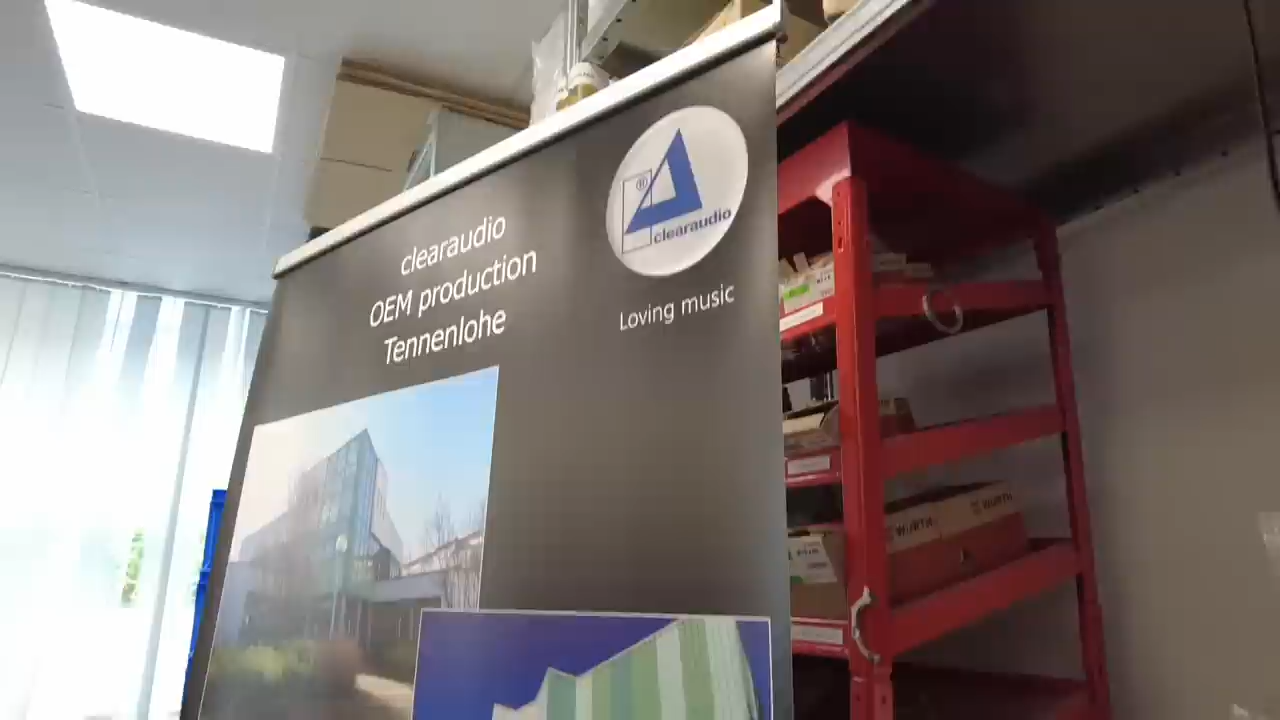 clearaudio
OEM production
Tennenlohe
®
clearaudio
Loving music
WÜRTH
WÜRTH